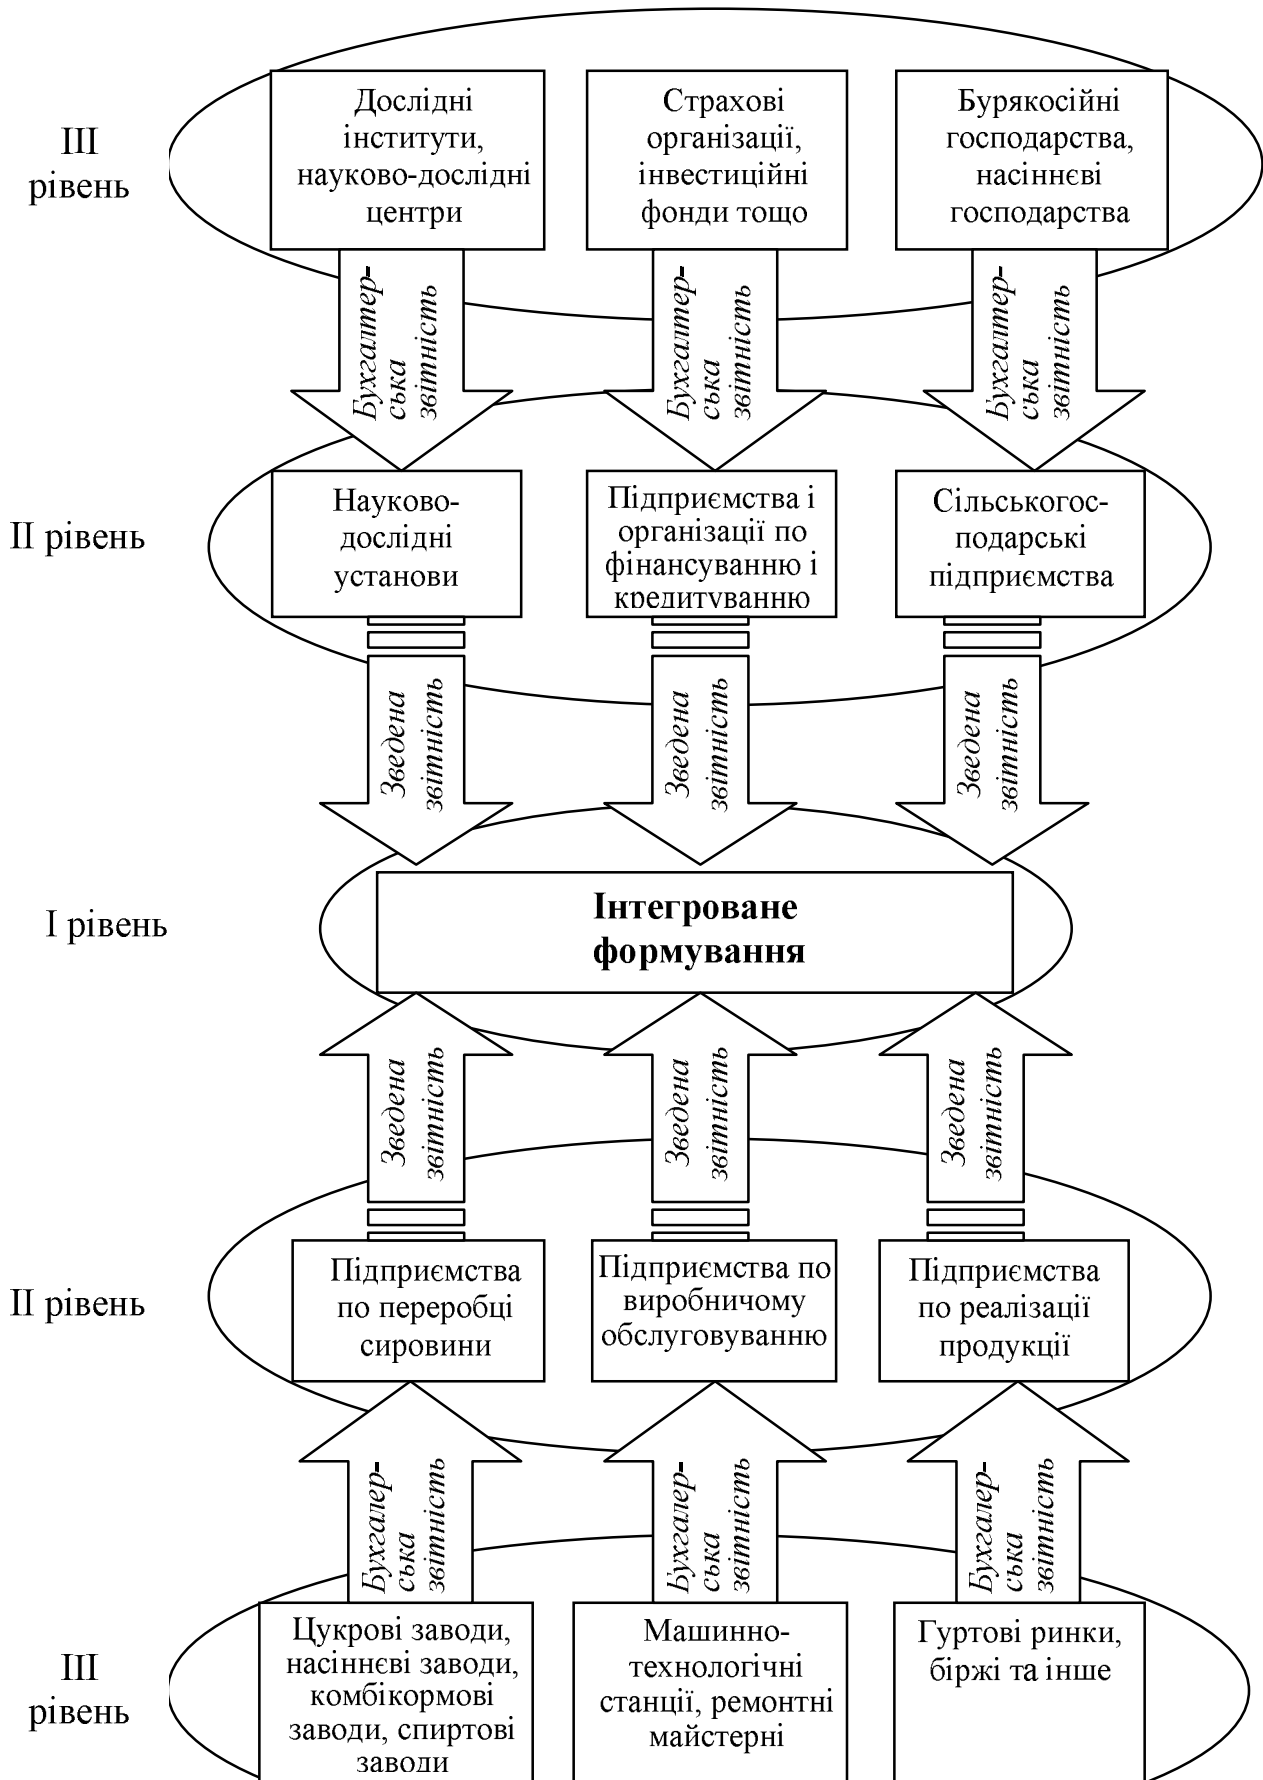 III
рівень
Дослідні
інститути,
науково-дослідні
центри
Страхові
організації,
інвестиційні
фонди тощо
Бурякосійні
господарства,
насіннєві
господарства
Бухгалтер-
ська
звітність
Бухгалтер-
ська
звітність
Бухгалтер-
ська
звітність
II рівень
Науково-
дослідні
установи
Підприємства і
організації по
фінансуванню і
кредитуванню
Сільськогос-
подарські
підприємства
Зведена
звітність
Зведена
звітність
Зведена
звітність
I рівень
Інтегроване
формування
Зведена
звітність
Зведена
звітність
Зведена
звітність
II рівень
Підприємства
по переробці
сировини
Підприємства по
виробничому
обслуговуванню
Підприємства
по реалізації
продукції
Бухгалер-
ська
звітність
Бухгалер-
ська
звітність
Бухгалер-
ська
звітність
III
рівень
Цукрові заводи,
насіннєві заводи,
комбікормові
заводи, спиртові
заводи
Машинно-
технологічні
станції, ремонтні
майстерні
Гуртові ринки,
біржі та інше